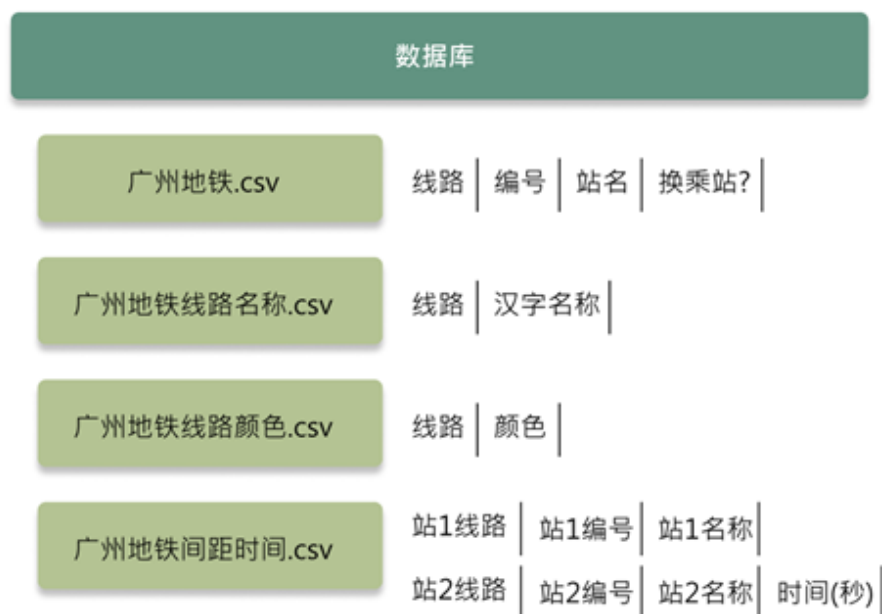 数据库
广州地铁.csv 线路 编号 站名 换乘站?
广州地铁线路名称.csv 线路 汉字名称
广州地铁线路颜色.csv 线路 颜色
广州地铁间距时间.csv
站1线路 站1编号 站1名称
站2线路 站2编号 站2名称 时间(秒)